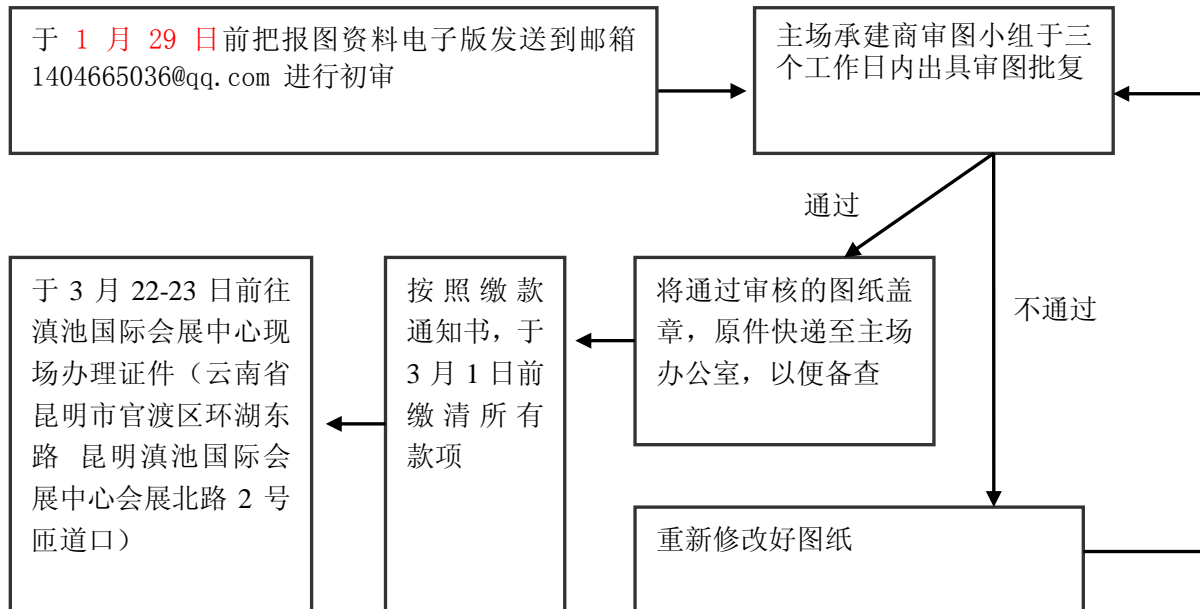 于 1 月 29 日前把报图资料电子版发送到邮箱
1404665036@qq.com 进行初审
主场承建商审图小组于三
个工作日内出具审图批复
通过
不通过
将通过审核的图纸盖
章，原件快递至主场
办公室，以便备查
按照缴款
通知书，于
3 月 1 日前
缴清所有
款项
于 3 月 22-23 日前往
滇池国际会展中心现
场办理证件（云南省
昆明市官渡区环湖东
路 昆明滇池国际会
展中心会展北路 2 号
匝道口）
重新修改好图纸